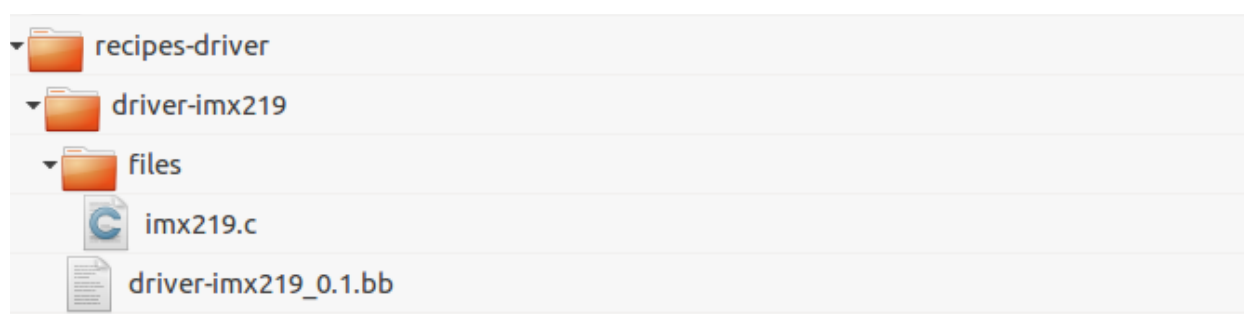 recipes-driver
driver-imx219
files
imx219.c
driver-imx219_0.1.bb